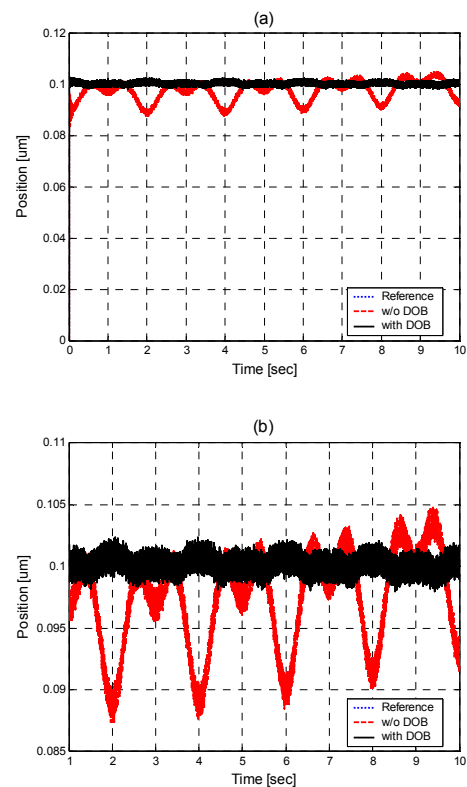 (a)
0.12
0.1
0.08
0.06
0.04
0.02
0
Position [um]
Reference
w/o DOB
with DOB
0 1 2 3 4 5 6 7 8 9 10
Time [sec]
(b)
0.11
0.105
0.1
0.095
0.09
0.085
Position [um]
Reference
w/o DOB
with DOB
1 2 3 4 5 6 7 8 9 10
Time [sec]